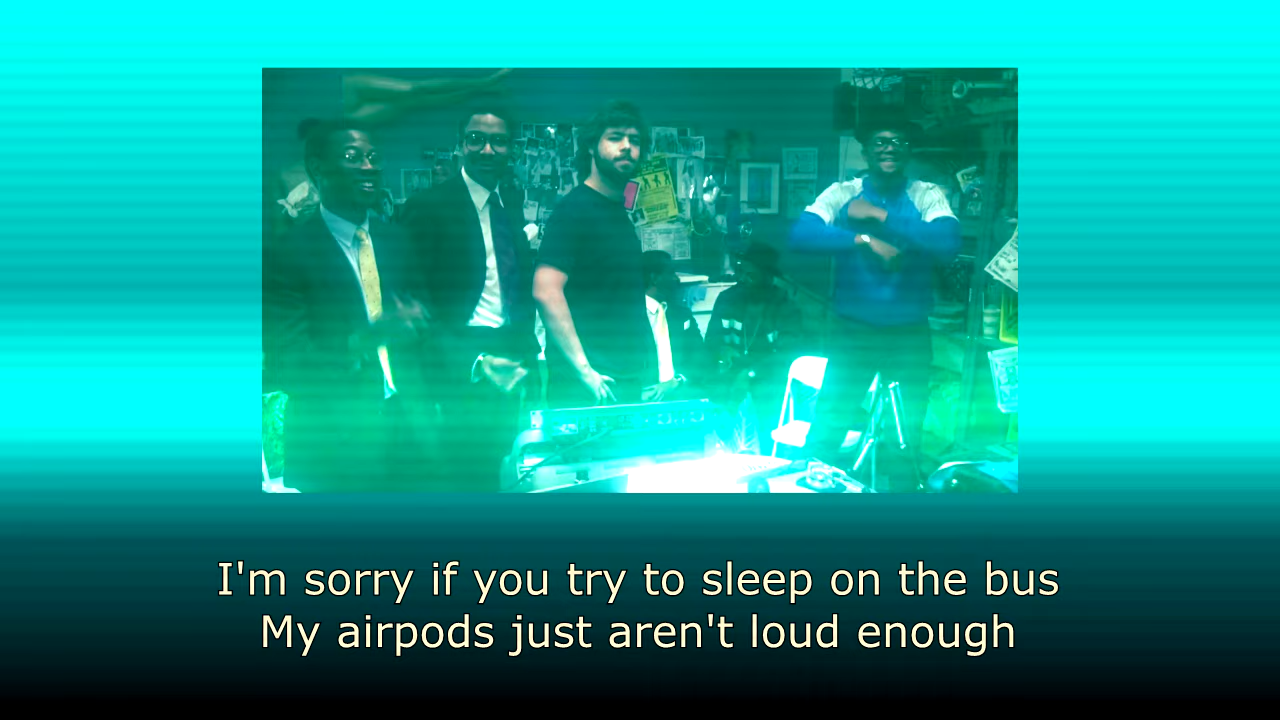 I'm sorry if you try to sleep on the bus
My airpods just aren't loud enough